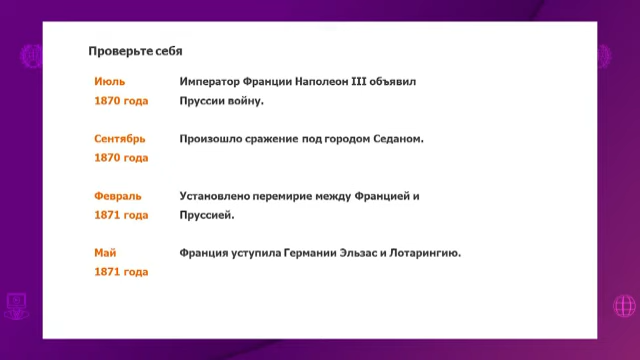 Проверьте себя
Июль
1870 года
Император Франции Наполеон III объявил
Пруссии войну.
Сентябрь
1870 года
Произошло сражение под городом Седаном.
Февраль
1871 года
Установлено перемирие между Францией и
Пруссией.
Май
1871 года
Франция уступила Германии Эльзас и Лотарингию.